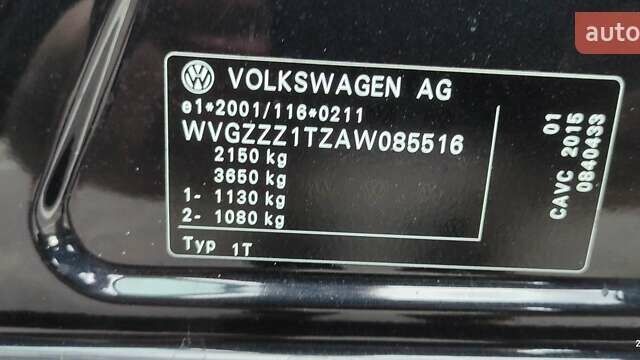 auto
VOLKSWAGEN AG
e1*2001/116*0211
WVGZZZ1TZAW085516
2150 kg
3650 kg
1- 1130 kg
2- 1080 kg
Typ 1T
01
CAVC 2015
0840433